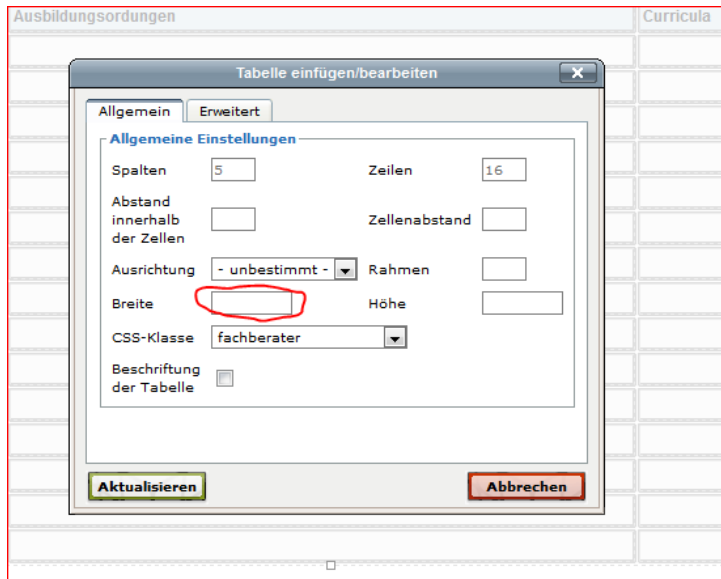 Ausbildungsordungen Curricula
Tabelle einfügen/bearbeiten
Allgemein Erweitert
Allgemeine Einstellungen
Spalten 5 Zeilen 16
Abstand
innerhalb
der Zellen Zellenabstand
Ausrichtung - unbestimmt - Rahmen
Breite Höhe
CSS-Klasse fachberater
Beschriftung
der Tabelle
Aktualisieren Abbrechen